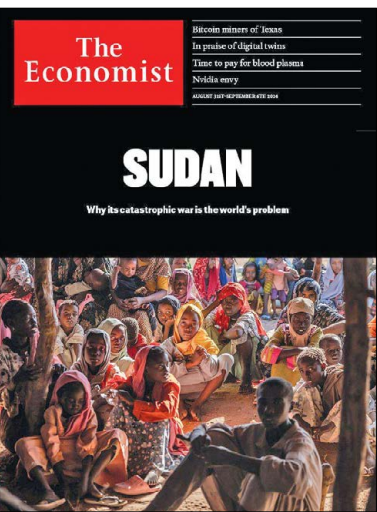 The
Economist
Bitcoin miners of Texas
In praise of digital twins
Time to pay for blood plasma
Nvidia envy
AUGUST 31ST-SEPTEMBER 6TH 2024
SUDAN
Why its catastrophic war is the world's problem